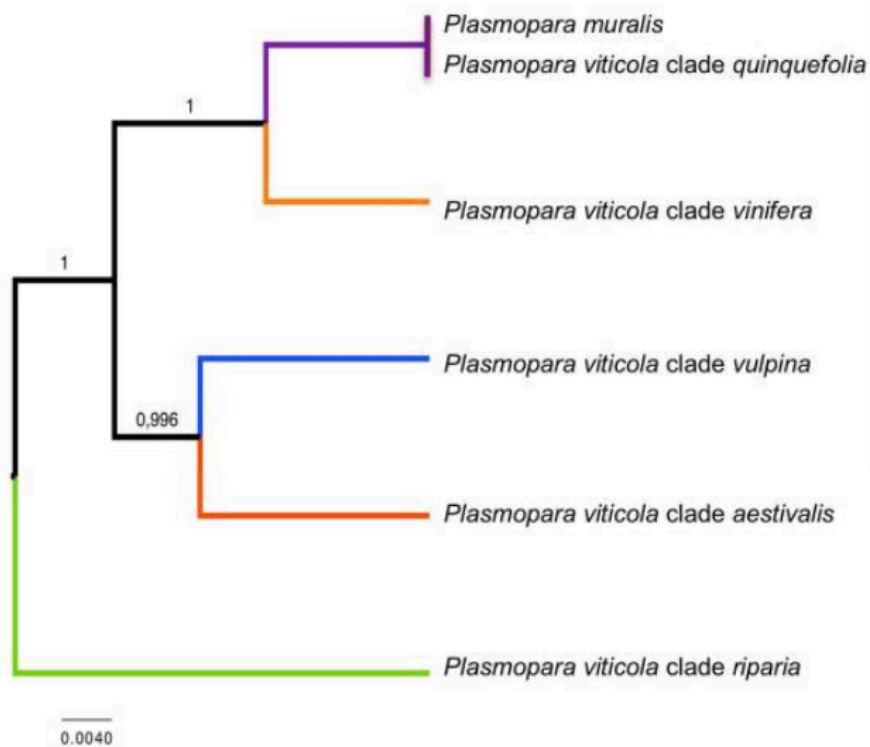 Plasmopara muralis
Plasmopara viticola clade quinquefolia
1
Plasmopara viticola clade vinifera
1
Plasmopara viticola clade vulpina
0,996
Plasmopara viticola clade aestivalis
Plasmopara viticola clade riparia
0.0040